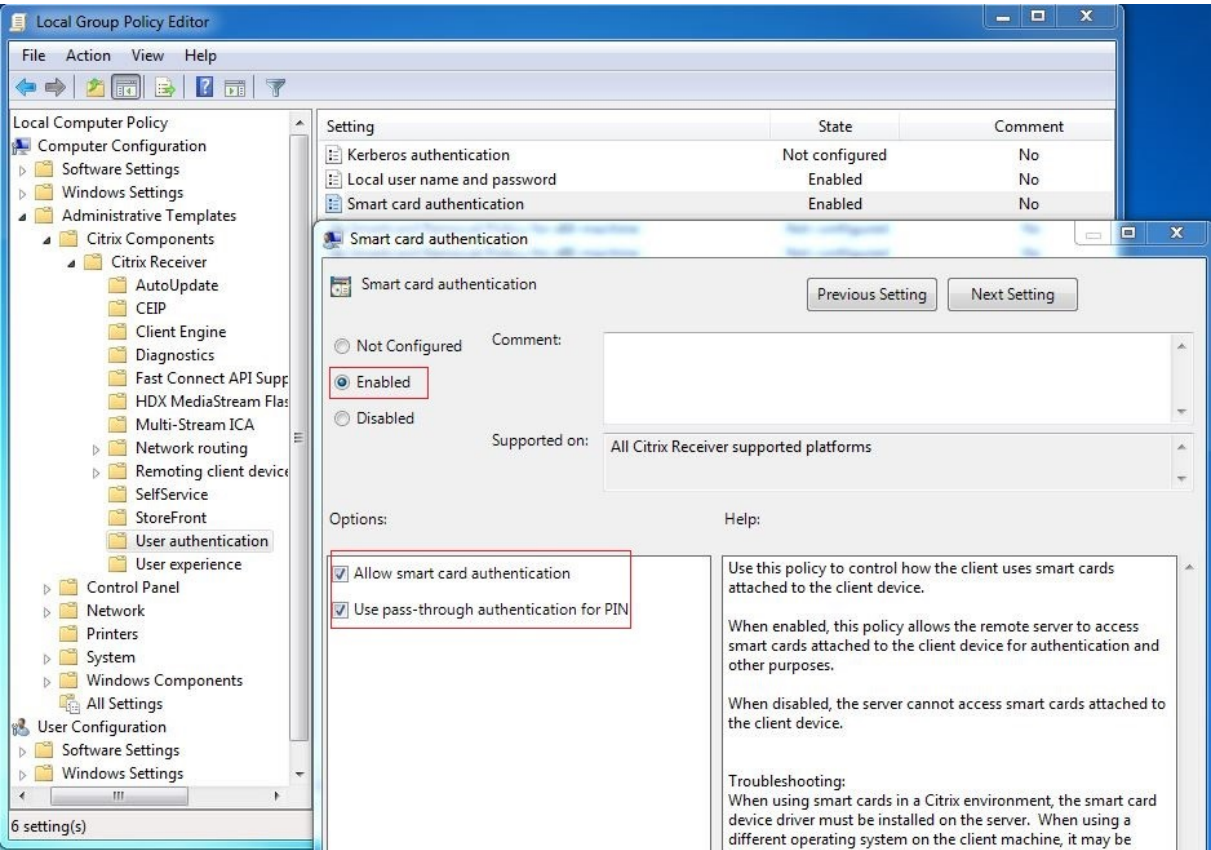 Local Group Policy Editor
File Action View Help
Local Computer Policy
Computer Configuration
Software Settings
Windows Settings
Administrative Templates
Citrix Components
Citrix Receiver
AutoUpdate
CEIP
Client Engine
Diagnostics
Fast Connect API Supp
HDX MediaStream Flas
Multi-Stream ICA
Network routing
Remoting client device
SelfService
StoreFront
User authentication
User experience
Control Panel
Network
Printers
System
Windows Components
All Settings
User Configuration
Software Settings
Windows Settings
6 setting(s)
Setting State Comment
Kerberos authentication Not configured No
Local user name and password Enabled No
Smart card authentication Enabled No
Smart card authentication
Smart card authentication
Previous Setting Next Setting
Not Configured
Enabled
Disabled
Comment:
Supported on: All Citrix Receiver supported platforms
Options:
Allow smart card authentication
Use pass-through authentication for PIN
Help:
Use this policy to control how the client uses smart cards
attached to the client device.
When enabled, this policy allows the remote server to access
smart cards attached to the client device for authentication and
other purposes.
When disabled, the server cannot access smart cards attached to
the client device.
Troubleshooting:
When using smart cards in a Citrix environment, the smart card
device driver must be installed on the server. When using a
different operating system on the client machine, it may be